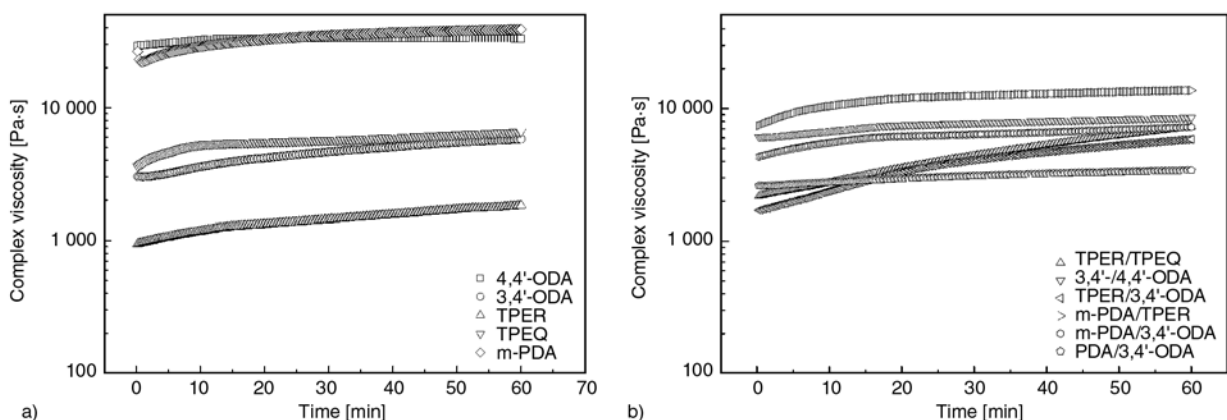 10 000
1 000
100
Complex viscosity [Pa·s]
4,4'-ODA
3,4'-ODA
TPER
TPEQ
m-PDA
0 10 20 30 40 50 60 70
Time [min]
a)
10 000
1 000
100
Complex viscosity [Pa·s]
TPER/TPEQ
3,4'-/4,4'-ODA
TPER/3,4'-ODA
m-PDA/TPER
m-PDA/3,4'-ODA
PDA/3,4'-ODA
0 10 20 30 40 50 60
Time [min]
b)